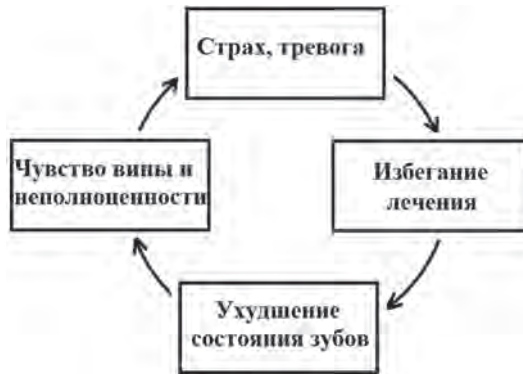 Страх, тревога
Чувство вины и
неполноценности
Избегание
лечения
Ухудшение
состояния зубов